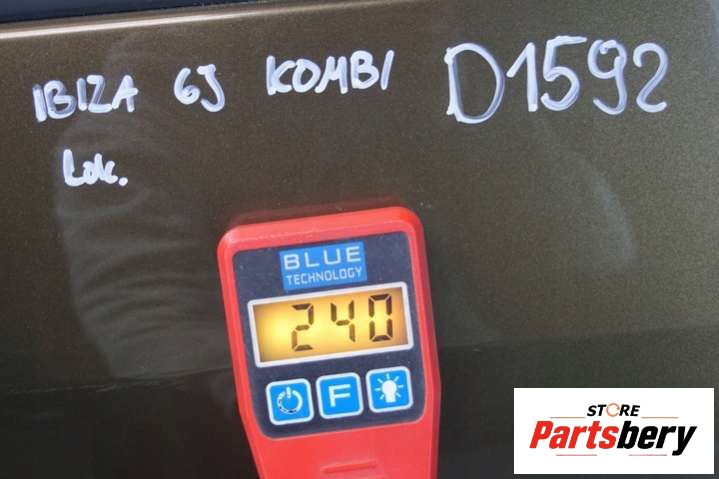 IBIZA 6J KOMBI D1592
Lak.
BLUE
TECHNOLOGY
240
F
STORE
Partsbery